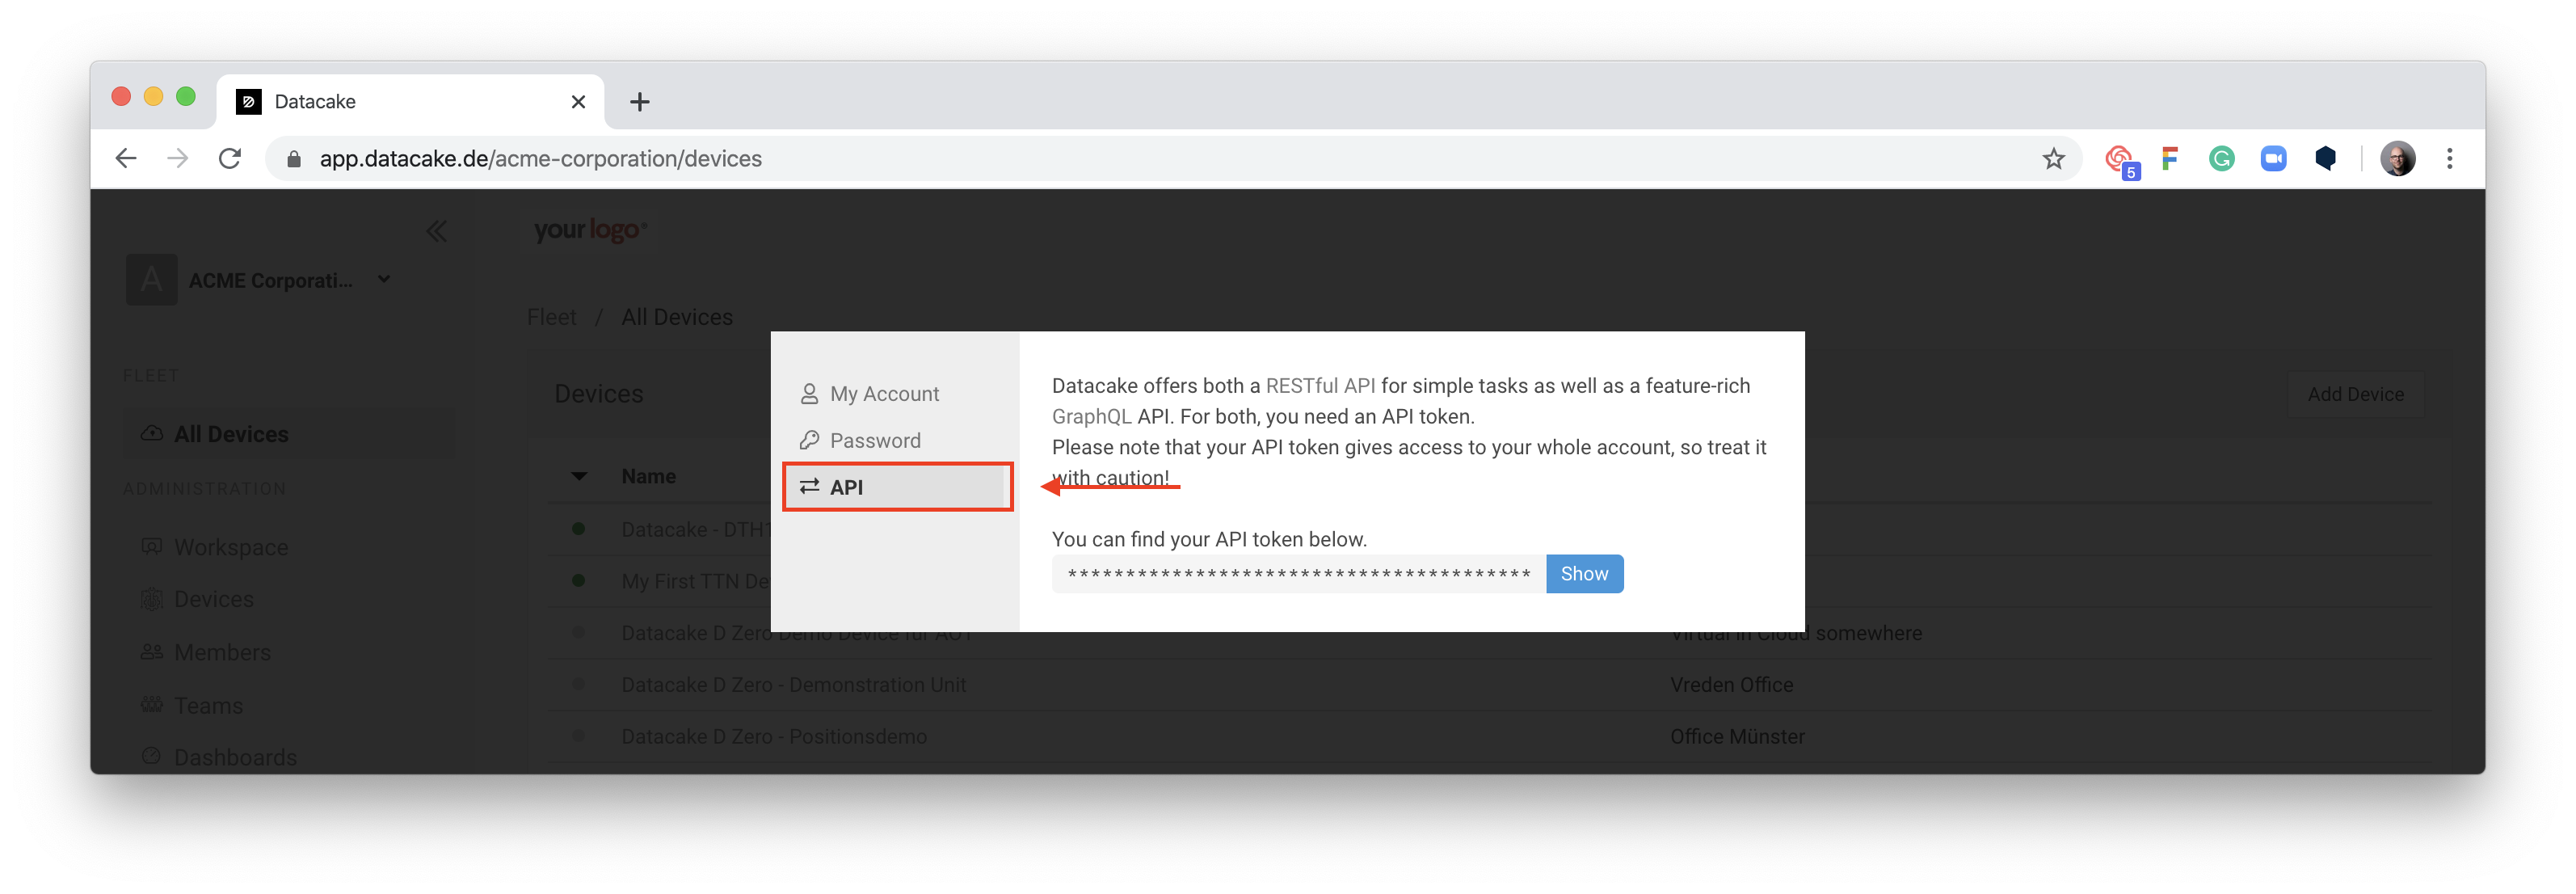 Datacake
app.datacake.de/acme-corporation/devices
5
your logo
A
ACME Corporati...
Fleet / All Devices
FLEET
Devices
Add Device
All Devices
ADMINISTRATION
Name
Workspace
Datacake - DTH
Devices
My First TTN De
Members
Datacake D Zero Demo Device für AOT
Virtual in Cloud somewhere
Teams
Datacake D Zero - Demonstration Unit
Vreden Office
Dashboards
Datacake D Zero - Positionsdemo
Office Münster
My Account
Password
API
Datacake offers both a RESTful API for simple tasks as well as a feature-rich
GraphQL API. For both, you need an API token.
Please note that your API token gives access to your whole account, so treat it
with caution!
You can find your API token below.
****************************************
Show